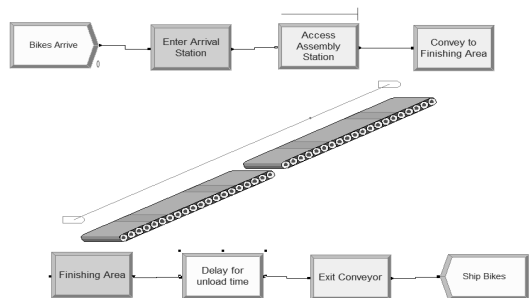 Bikes Arrive
Enter Arrival
Station
Access
Assembly
Station
Convey to
Finishing Area
Finishing Area
Delay for
unload time
Exit Conveyor
Ship Bikes